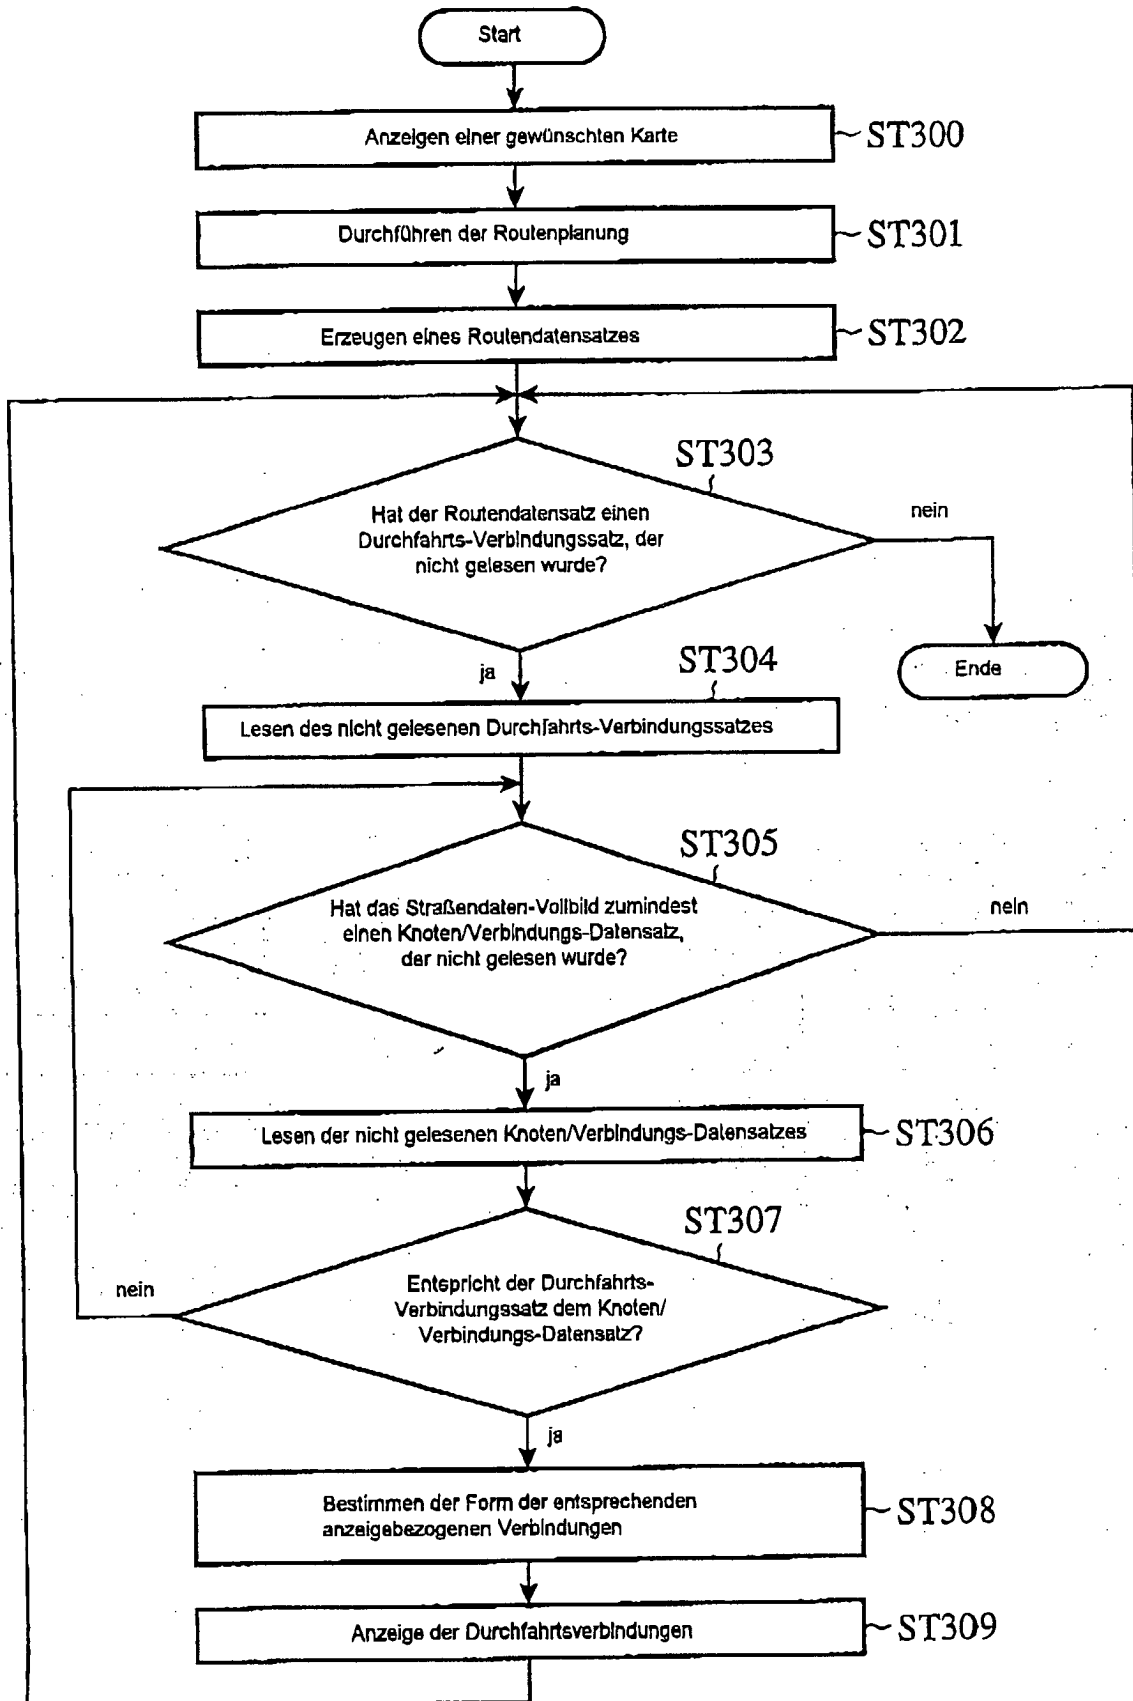 Start
Anzeigen einer gewünschten Karte
ST300
Durchführen der Routenplanung
ST301
Erzeugen eines Routendatensatzes
ST302
ST303
Hat der Routendatensatz einen
Durchfahrts-Verbindungssatz, der
nicht gelesen wurde?
nein
ja
Ende
ST304
Lesen des nicht gelesenen Durchfahrts-Verbindungssatzes
ST305
Hat das Straßendaten-Vollbild zumindest
einen Knoten/Verbindungs-Datensatz,
der nicht gelesen wurde?
nein
ja
Lesen der nicht gelesenen Knoten/Verbindungs-Datensatzes
ST306
ST307
Entspricht der Durchfahrts-
Verbindungssatz dem Knoten/
Verbindungs-Datensatz?
nein
ja
Bestimmen der Form der entsprechenden
anzeigebezogenen Verbindungen
ST308
Anzeige der Durchfahrtsverbindungen
ST309